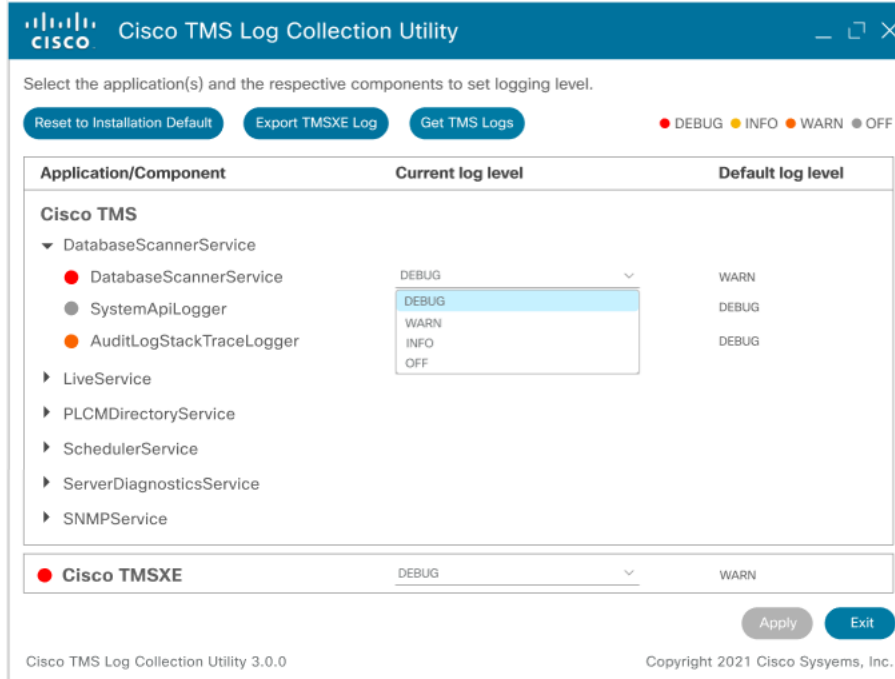 CISCO Cisco TMS Log Collection Utility
Select the application(s) and the respective components to set logging level.
Reset to Installation Default Export TMSXE Log Get TMS Logs DEBUG INFO WARN OFF
Application/Component Current log level Default log level
Cisco TMS
DatabaseScannerService
DatabaseScannerService DEBUG WARN
SystemApiLogger DEBUG DEBUG
WARN
AuditLogStackTraceLogger INFO DEBUG
OFF
LiveService
PLCMDirectoryService
SchedulerService
ServerDiagnosticsService
SNMPService
Cisco TMSXE DEBUG WARN
Apply Exit
Cisco TMS Log Collection Utility 3.0.0 Copyright 2021 Cisco Sysyems, Inc.